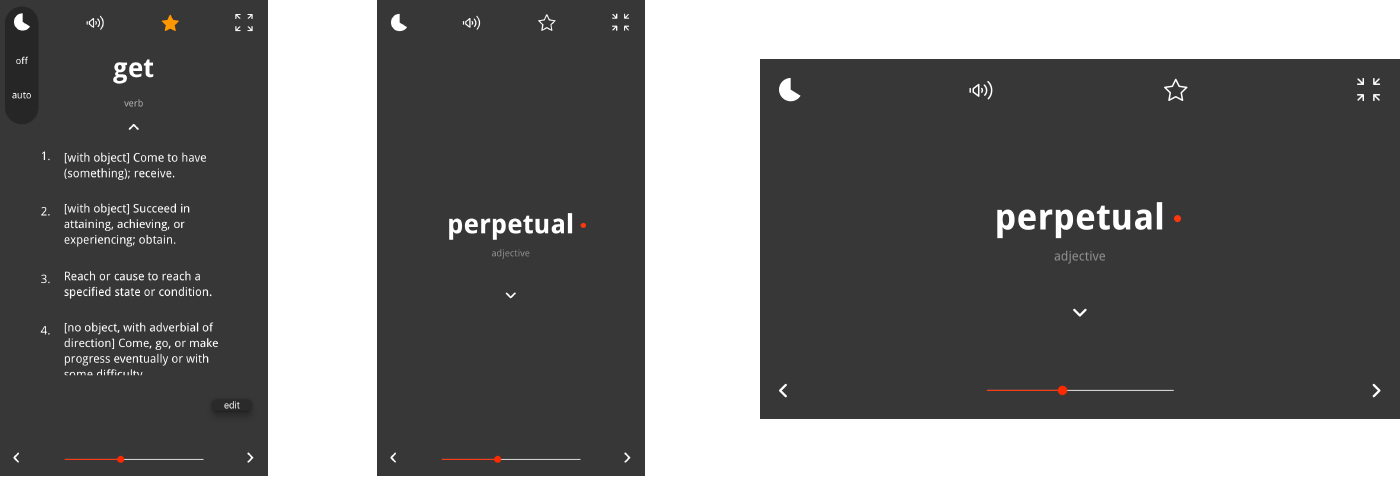 off
auto
get
verb
1. [with object] Come to have
(something); receive.
2. [with object] Succeed in
attaining, achieving, or
experiencing; obtain.
3. Reach or cause to reach a
specified state or condition.
4. [no object, with adverbial of
direction] Come, go, or make
progress eventually or with
some difficulty
edit
perpetual
adjective
perpetual
adjective